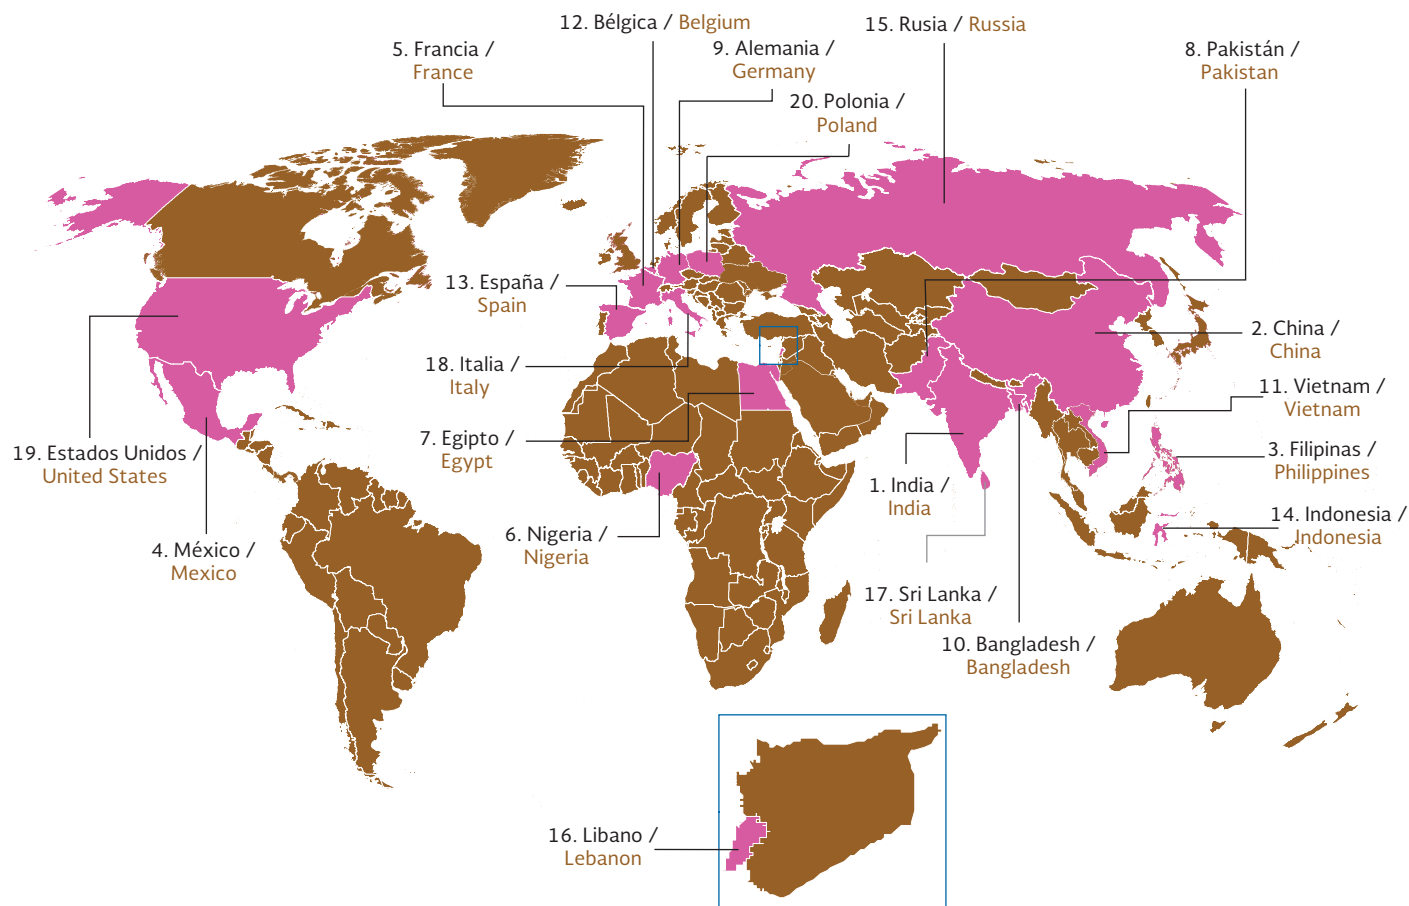 12. Bélgica / Belgium
15. Rusia / Russia
5. Francia /
France
9. Alemania /
Germany
8. Pakistán /
Pakistan
20. Polonia /
Poland
13. España /
Spain
2. China /
China
18. Italia /
Italy
11. Vietnam /
Vietnam
19. Estados Unidos /
United States
7. Egipto /
Egypt
3. Filipinas /
Philippines
1. India /
India
4. México /
Mexico
6. Nigeria /
Nigeria
14. Indonesia /
Indonesia
17. Sri Lanka /
Sri Lanka
10. Bangladesh /
Bangladesh
16. Libano /
Lebanon